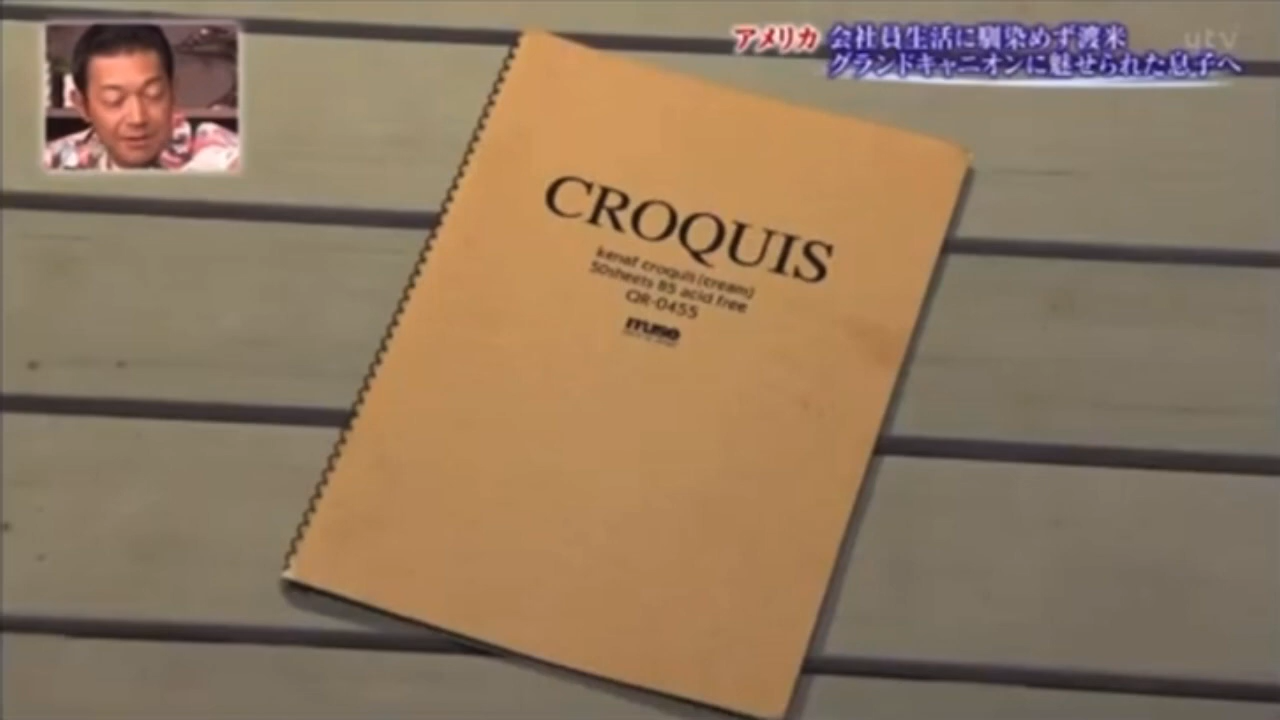 アメリカ 会社員生活に馴染めず渡米
グランドキャニオンに魅せられた息子へ
utv
CROQUIS
kenaf croquis (cream)
50sheets B5 acid free
QR-0455
muse